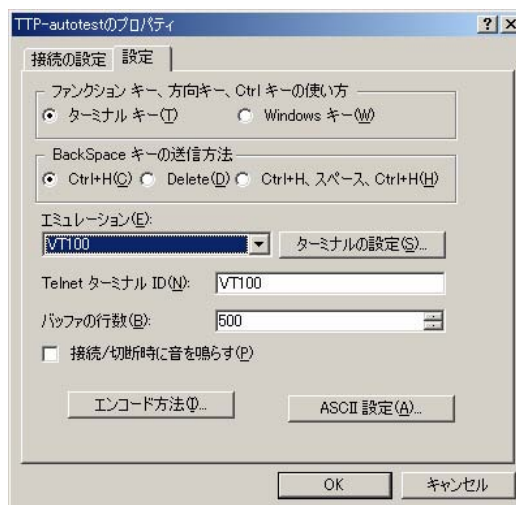 TTP-autotestのプロパティ
接続の設定 設定
ファンクション キー、方向キー、Ctrl キーの使い方
ターミナル キー(T) Windows キー(W)
BackSpace キーの送信方法
Ctrl+H(C) Delete(D) Ctrl+H、スペース、Ctrl+H(H)
エミュレーション(E):
VT100 ターミナルの設定(S)...
Telnet ターミナル ID(N): VT100
バッファの行数(B): 500
接続/切断時に音を鳴らす(P)
エンコード方法(I)... ASCII 設定(A)...
OK キャンセル